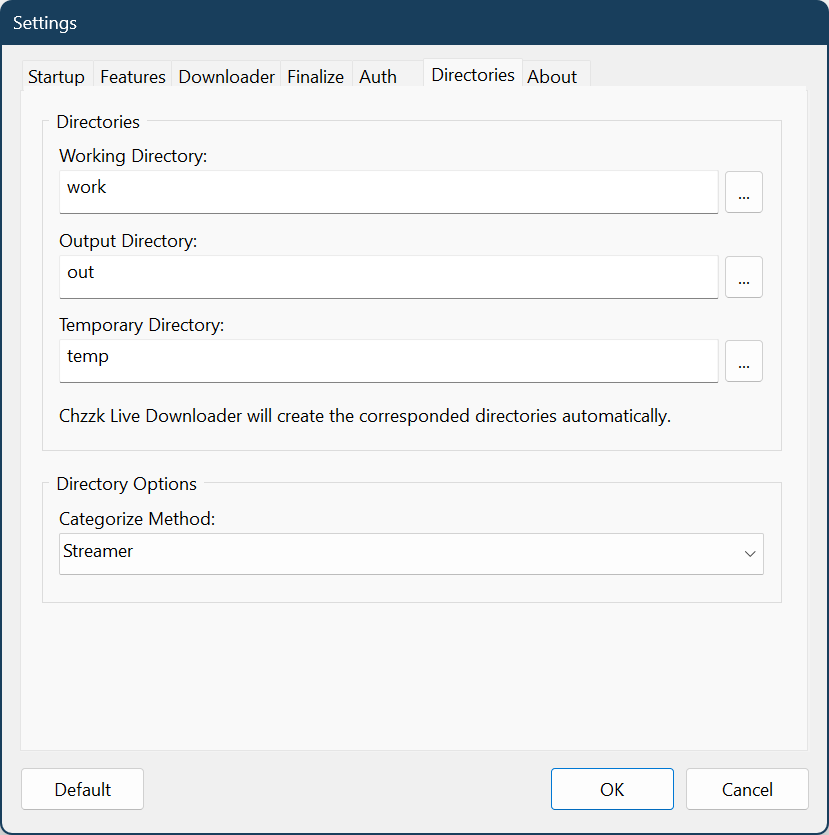 Settings
Startup Features Downloader Finalize Auth Directories About
Directories
Working Directory:
work
...
Output Directory:
out
...
Temporary Directory:
temp
...
Chzzk Live Downloader will create the corresponded directories automatically.
Directory Options
Categorize Method:
Streamer
Default OK Cancel